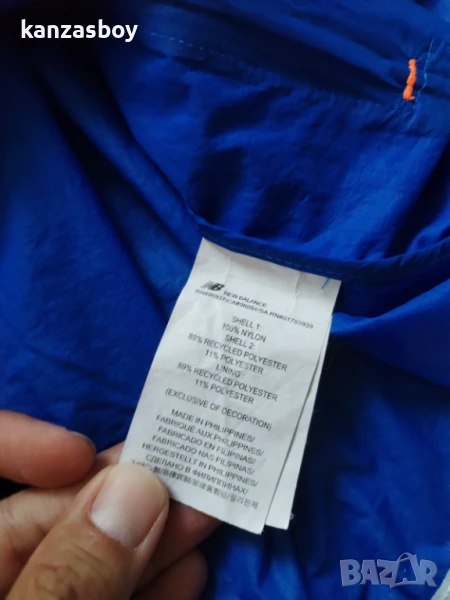 kanzasboy
NEW BALANCE
SHELL 1:
100% NYLON
SHELL 2:
89% RECYCLED POLYESTER
11% POLYESTER
LINING
89% RECYCLED POLYESTER
11% POLYESTER
(EXCLUSIVE OF DECORATION)
MADE IN PHILIPPINES/
FABRIQUÉ AUX PHILIPPINES/
FABRICADO EN FILIPINAS/
FABRICADO NAS FILIPINAS/
HERGESTELLT IN PHILIPPINEN/
СДЕЛАНО В ФИЛИППИНАХ/
BAZAR